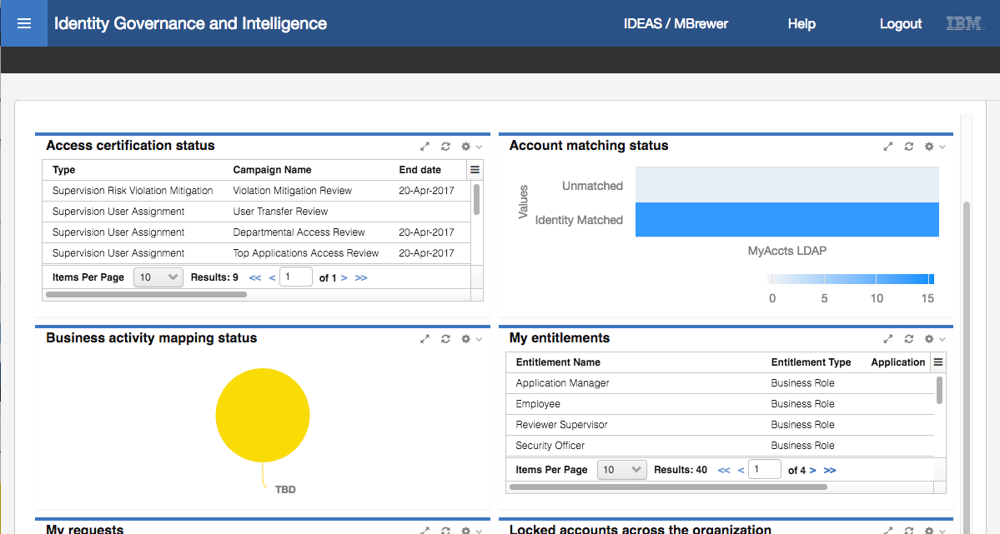 Identity Governance and Intelligence IDEAS / MBrewer Help Logout IBM
Access certification status
Type Campaign Name End date
Supervision Risk Violation Mitigation Violation Mitigation Review 20-Apr-2017
Supervision User Assignment User Transfer Review
Supervision User Assignment Departmental Access Review 20-Apr-2017
Supervision User Assignment Top Applications Access Review 20-Apr-2017
Items Per Page 10 Results: 9 << < 1 of 1 > >>
Account matching status
Values
Unmatched
Identity Matched
MyAccts LDAP
0 5 10 15
Business activity mapping status
TBD
My entitlements
Entitlement Name Entitlement Type Application
Application Manager Business Role
Employee Business Role
Reviewer Supervisor Business Role
Security Officer Business Role
Items Per Page 10 Results: 40 << < 1 of 4 > >>
My requests
Locked accounts across the organization